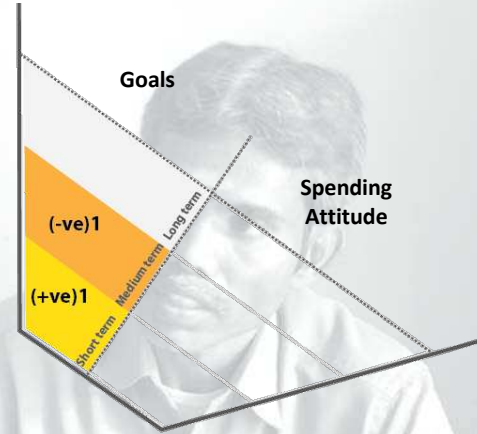 Goals
Spending
Attitude
Long term
(-ve)1
Medium term
(+ve)1
Short term